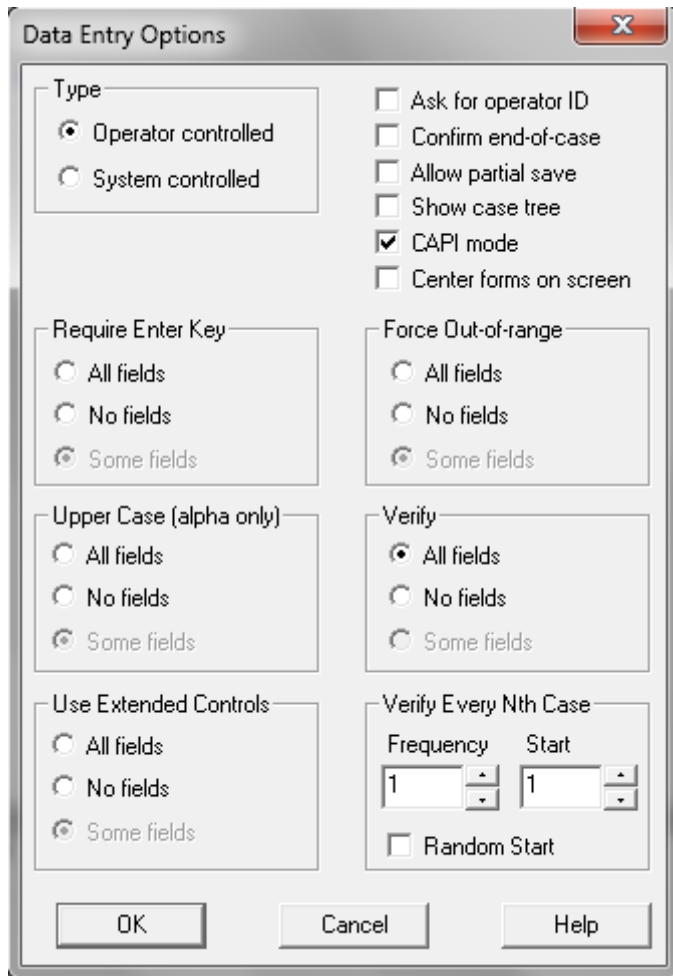 Data Entry Options
Type
Operator controlled
System controlled
Ask for operator ID
Confirm end-of-case
Allow partial save
Show case tree
CAPI mode
Center forms on screen
Require Enter Key
All fields
No fields
Some fields
Force Out-of-range
All fields
No fields
Some fields
Upper Case (alpha only)
All fields
No fields
Some fields
Verify
All fields
No fields
Some fields
Use Extended Controls
All fields
No fields
Some fields
Verify Every Nth Case
Frequency Start
1 1
Random Start
OK Cancel Help